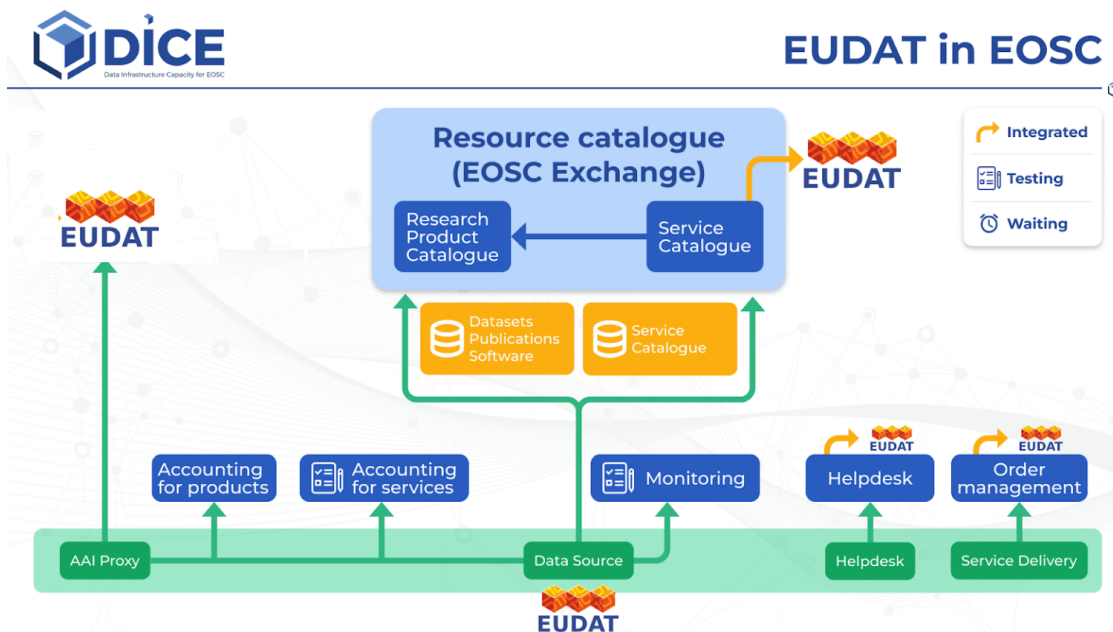 DICE
Data Infrastructure Capacity for EOSC
EUDAT in EOSC
Resource catalogue
(EOSC Exchange)
Research
Product
Catalogue
Service
Catalogue
EUDAT
Integrated
Testing
Waiting
EUDAT
Datasets
Publications
Software
Service
Catalogue
Accounting
for products
Accounting
for services
Monitoring
EUDAT
Helpdesk
EUDAT
Order
management
AAI Proxy
Data Source
Helpdesk
Service Delivery
EUDAT